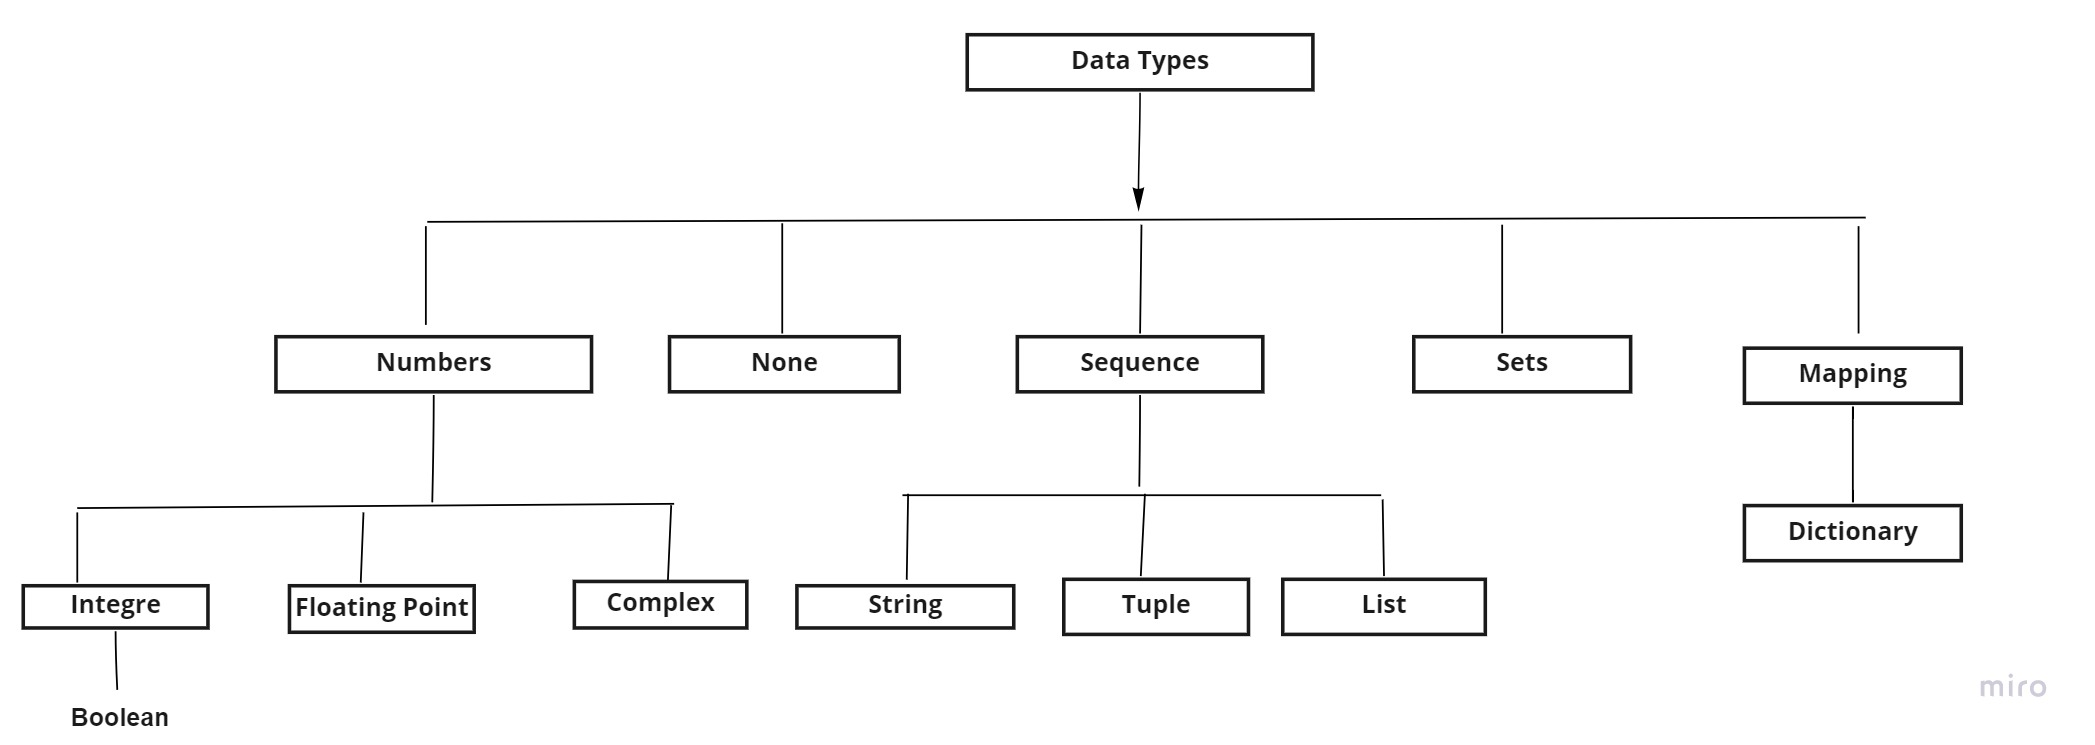 Data Types
Numbers
None
Sequence
Sets
Mapping
Dictionary
Integre
Floating Point
Complex
String
Tuple
List
Boolean
miro